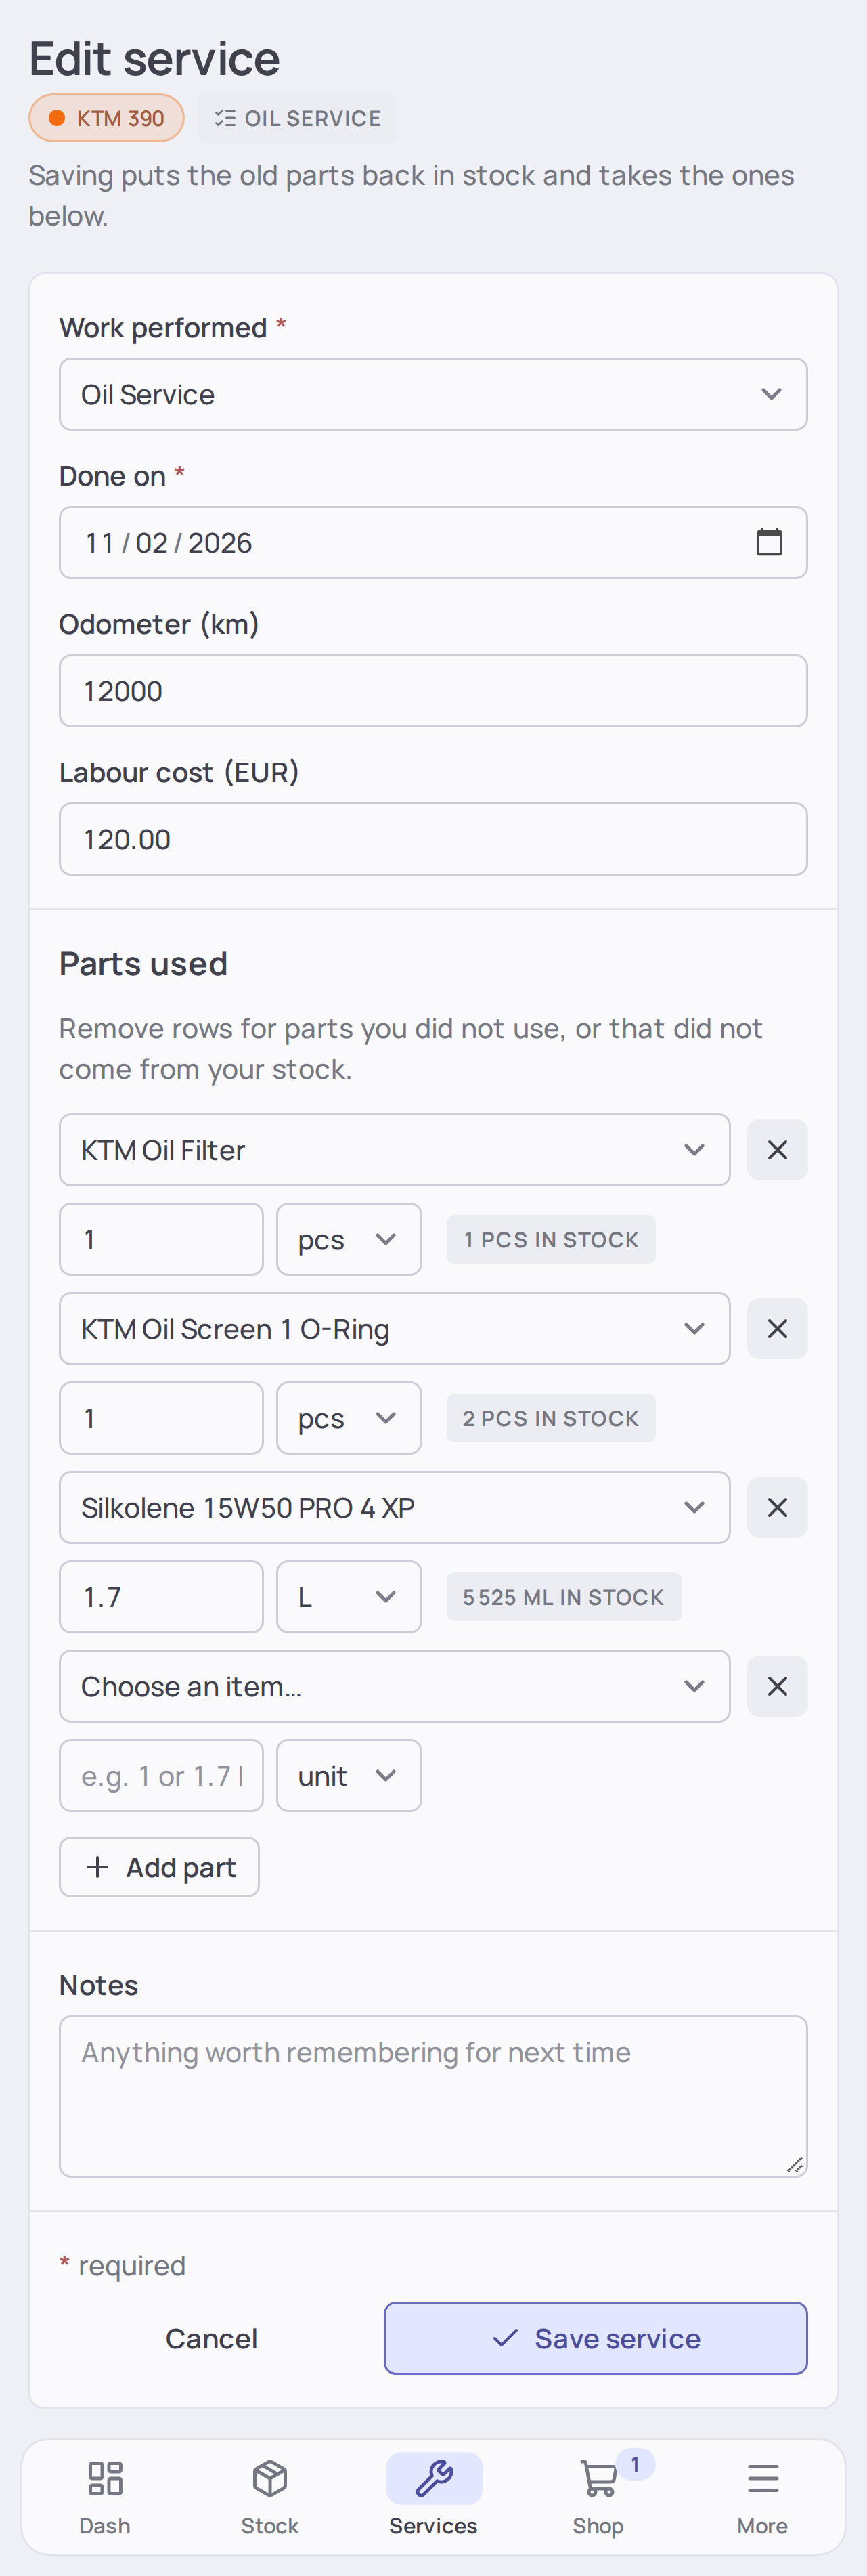 Edit service
KTM 390 OIL SERVICE
Saving puts the old parts back in stock and takes the ones
below.
Work performed *
Oil Service
Done on *
11 / 02 / 2026
Odometer (km)
12000
Labour cost (EUR)
120.00
Parts used
Remove rows for parts you did not use, or that did not
come from your stock.
KTM Oil Filter
1 pcs 1 PCS IN STOCK
KTM Oil Screen 1 O-Ring
1 pcs 2 PCS IN STOCK
Silkolene 15W50 PRO 4 XP
1.7 L 5 525 ML IN STOCK
Choose an item...
e.g. 1 or 1.7 unit
+ Add part
Notes
Anything worth remembering for next time
* required
Cancel Save service
1
Dash Stock Services Shop More